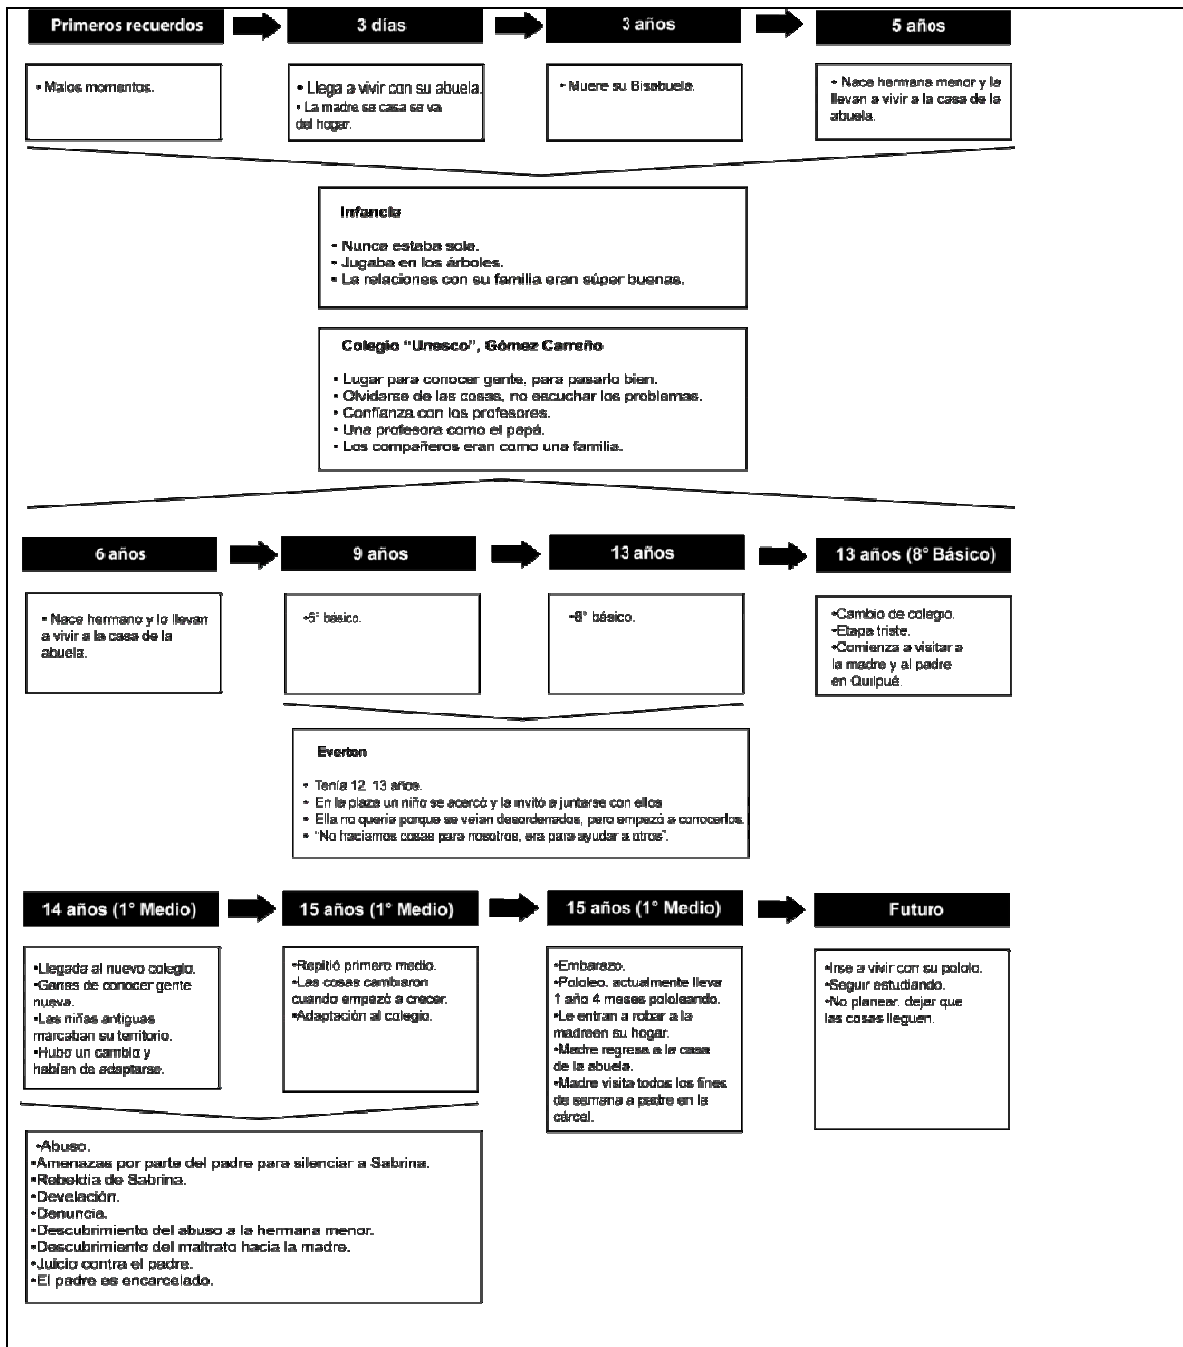 Primeros recuerdos
3 días
3 años
5 años
• Malos momentos.
• Llega a vivir con su abuela.
• La madre se casa se va
del hogar.
• Muere su Bisabuela.
• Nace hermana menor y la
llevan a vivir a la casa de la
abuela.
Infancia
• Nunca estaba sola.
• Jugaba en los árboles.
• La relaciones con su familia eran súper buenas.
Colegio "Unesco", Gómez Carreño
• Lugar para conocer gente, para pasarlo bien.
• Olvidarse de las cosas, no escuchar los problemas.
• Confianza con los profesores.
• Una profesora como el papá.
• Los compañeros eran como una familia.
6 años
9 años
13 años
13 años (8° Básico)
• Nace hermano y lo llevan
a vivir a la casa de la
abuela.
•5° básico.
•8° básico.
•Cambio de colegio.
•Etapa triste.
•Comienza a visitar a
la madre y al padre
en Quilpué.
Everton
• Tenía 12, 13 años.
• En la plaza un niño se acercó y la invitó a juntarse con ellos
• Ella no quería porque se veían desordenados, pero empezó a conocerlos.
• "No hacíamos cosas para nosotros, era para ayudar a otros".
14 años (1° Medio)
15 años (1° Medio)
15 años (1° Medio)
Futuro
•Llegada al nuevo colegio.
•Ganas de conocer gente
nueva.
•Las niñas antiguas
marcaban su territorio.
•Hubo un cambio y
habían de adaptarse.
•Repitió primero medio.
•Las cosas cambiaron
cuando empezó a crecer.
•Adaptación al colegio.
•Embarazo.
•Pololeo, actualmente lleva
1 año 4 meses pololeando.
•Le entran a robar a la
madreen su hogar.
•Madre regresa a la casa
de la abuela.
•Madre visita todos los fines
de semana a padre en la
cárcel.
•Irse a vivir con su pololo.
•Seguir estudiando.
•No planear, dejar que
las cosas lleguen.
•Abuso.
•Amenazas por parte del padre para silenciar a Sabrina.
•Rebeldía de Sabrina.
•Develación.
•Denuncia.
•Descubrimiento del abuso a la hermana menor.
•Descubrimiento del maltrato hacia la madre.
•Juicio contra el padre.
•El padre es encarcelado.